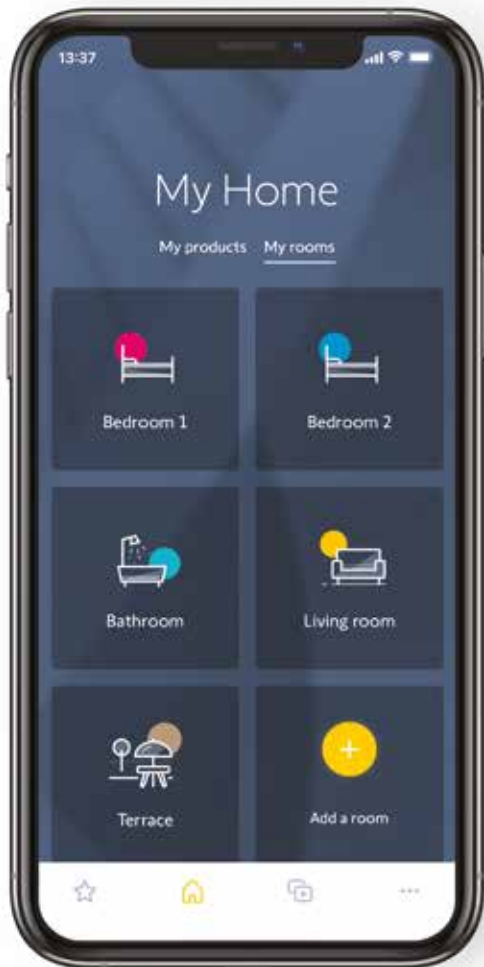 13:37
My Home
My products My rooms
Bedroom 1 Bedroom 2
Bathroom Living room
Terrace Add a room